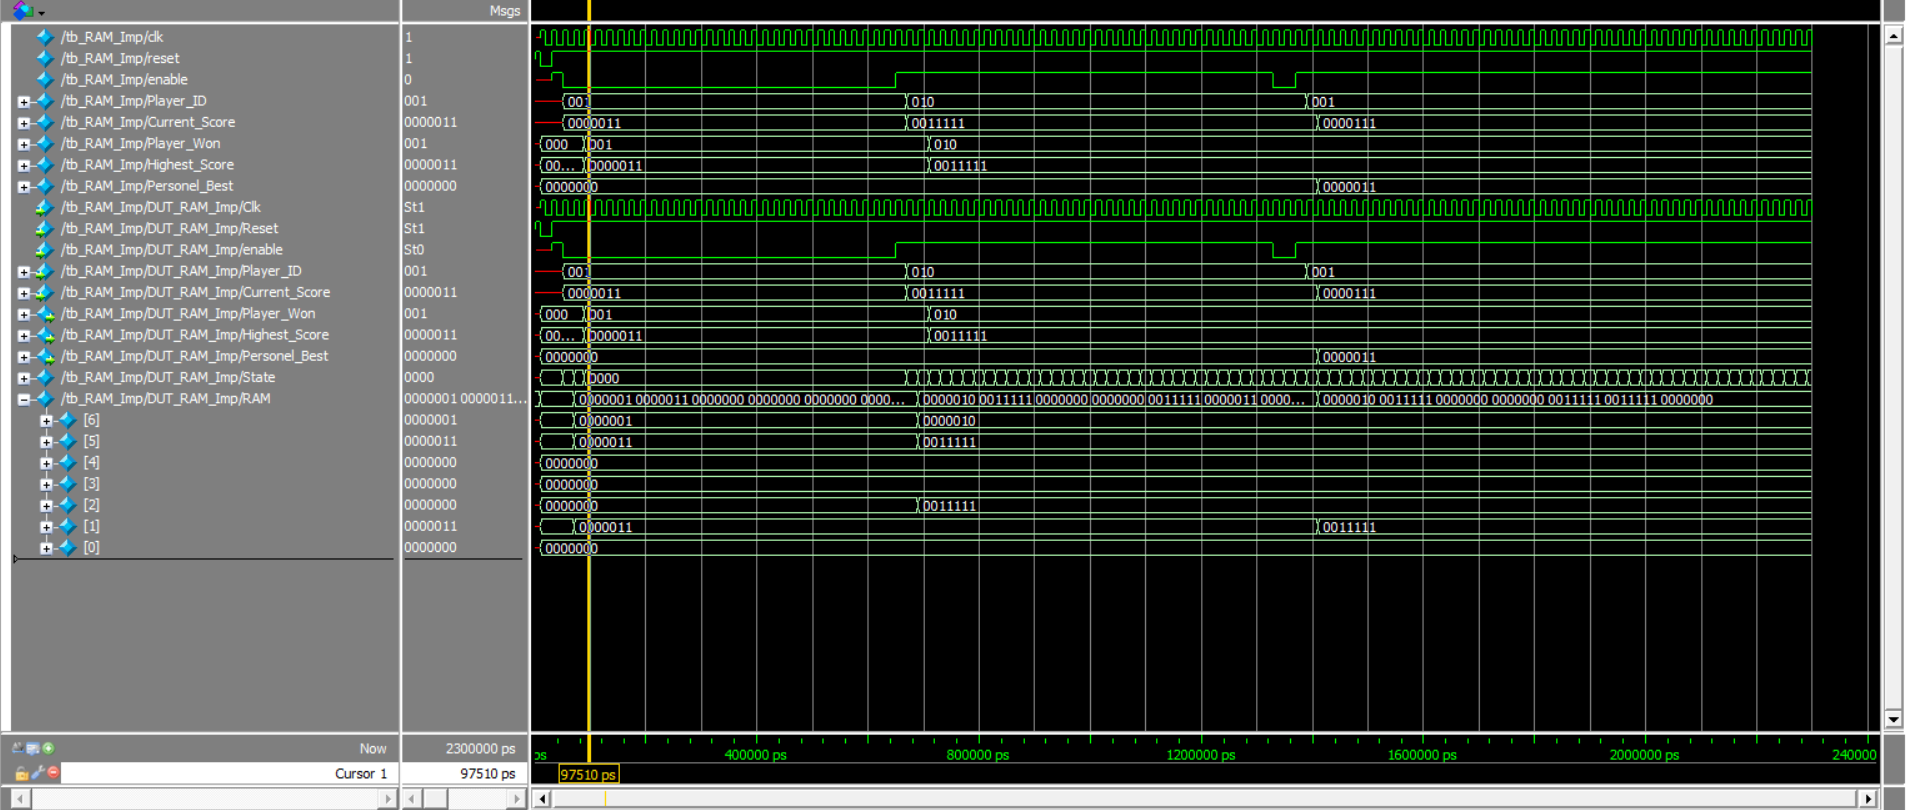 Msgs
/tb_RAM_Imp/clk 1
/tb_RAM_Imp/reset 1
/tb_RAM_Imp/enable 0
/tb_RAM_Imp/Player_ID 001 001 010 001
/tb_RAM_Imp/Current_Score 0000011 0000011 0011111 0000111
/tb_RAM_Imp/Player_Won 001 000 001 010
/tb_RAM_Imp/Highest_Score 0000011 00... 0000011 0011111
/tb_RAM_Imp/Personel_Best 0000000 0000000 0000011
/tb_RAM_Imp/DUT_RAM_Imp/Clk St1
/tb_RAM_Imp/DUT_RAM_Imp/Reset St1
/tb_RAM_Imp/DUT_RAM_Imp/enable St0
/tb_RAM_Imp/DUT_RAM_Imp/Player_ID 001 001 010 001
/tb_RAM_Imp/DUT_RAM_Imp/Current_Score 0000011 0000011 0011111 0000111
/tb_RAM_Imp/DUT_RAM_Imp/Player_Won 001 000 001 010
/tb_RAM_Imp/DUT_RAM_Imp/Highest_Score 0000011 00... 0000011 0011111
/tb_RAM_Imp/DUT_RAM_Imp/Personel_Best 0000000 0000000 0000011
/tb_RAM_Imp/DUT_RAM_Imp/State 0000 0000
/tb_RAM_Imp/DUT_RAM_Imp/RAM 0000001 0000011... 0000001 0000011 0000000 0000000 0000000 0000... 0000010 0011111 0000000 0000000 0011111 0000011 0000... 0000010 0011111 0000000 0000000 0011111 0011111 0000000
[6] 0000001 0000001 0000010
[5] 0000011 0000011 0011111
[4] 0000000 0000000
[3] 0000000 0000000
[2] 0000000 0000000 0011111
[1] 0000011 0000011 0011111
[0] 0000000 0000000
Now 2300000 ps ps 400000 ps 800000 ps 1200000 ps 1600000 ps 2000000 ps 240000
Cursor 1 97510 ps 97510 ps